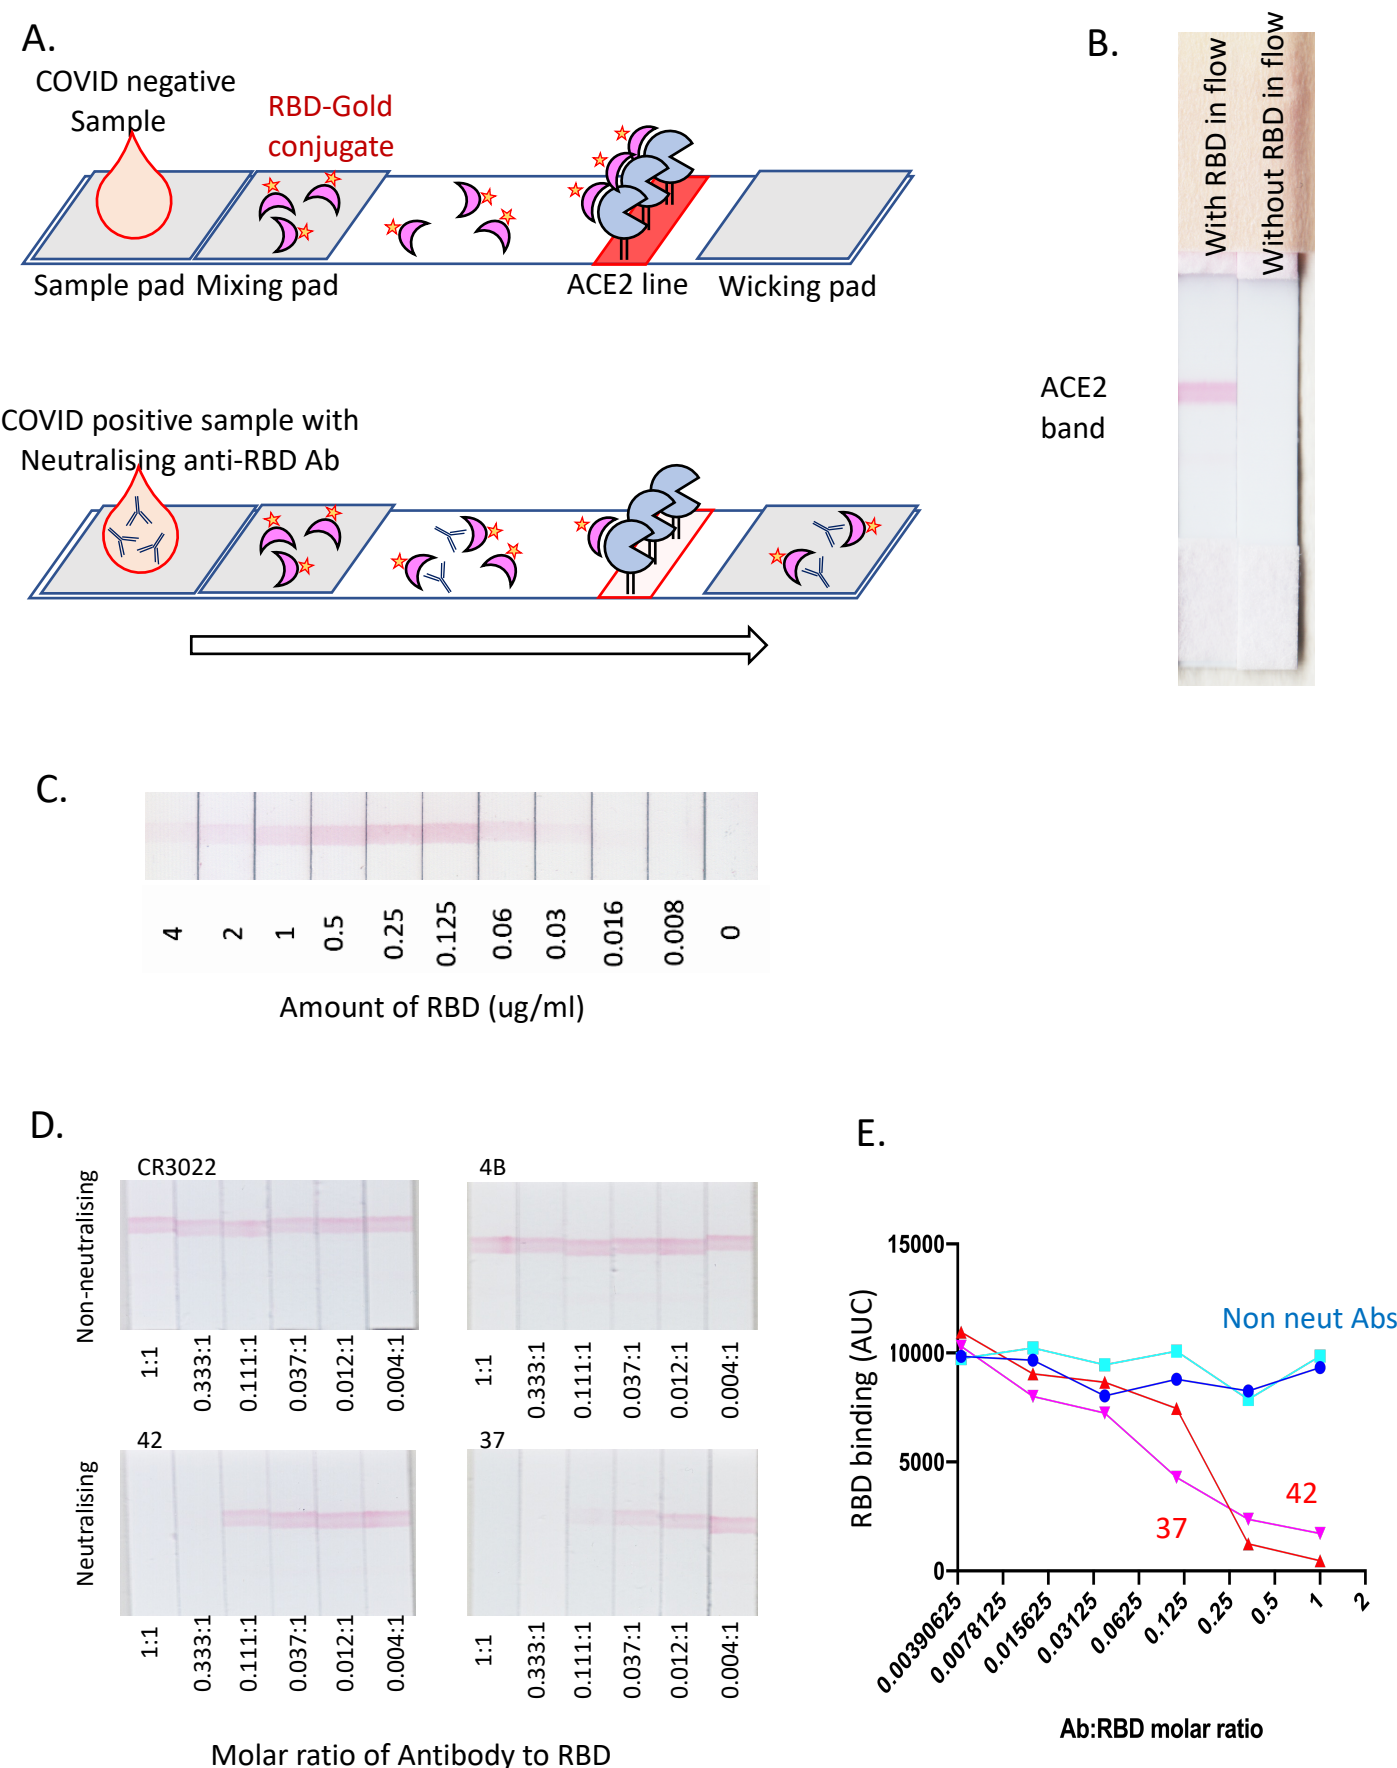 A.
COVID negative
Sample
RBD-Gold
conjugate
Sample pad
Mixing pad
ACE2 line
Wicking pad
COVID positive sample with
Neutralising anti-RBD Ab
B.
With RBD in flow
Without RBD in flow
ACE2
band
C.
4
2
1
0.5
0.25
0.125
0.06
0.03
0.016
0.008
0
Amount of RBD (ug/ml)
D.
Non-neutralising
CR3022
1:1
0.333:1
0.111:1
0.037:1
0.012:1
0.004:1
4B
1:1
0.333:1
0.111:1
0.037:1
0.012:1
0.004:1
Neutralising
42
1:1
0.333:1
0.111:1
0.037:1
0.012:1
0.004:1
37
1:1
0.333:1
0.111:1
0.037:1
0.012:1
0.004:1
Molar ratio of Antibody to RBD
E.
RBD binding (AUC)
15000
10000
5000
0
Non neut Abs
42
37
0.00390625
0.0078125
0.015625
0.03125
0.0625
0.125
0.25
0.5
1
2
Ab:RBD molar ratio